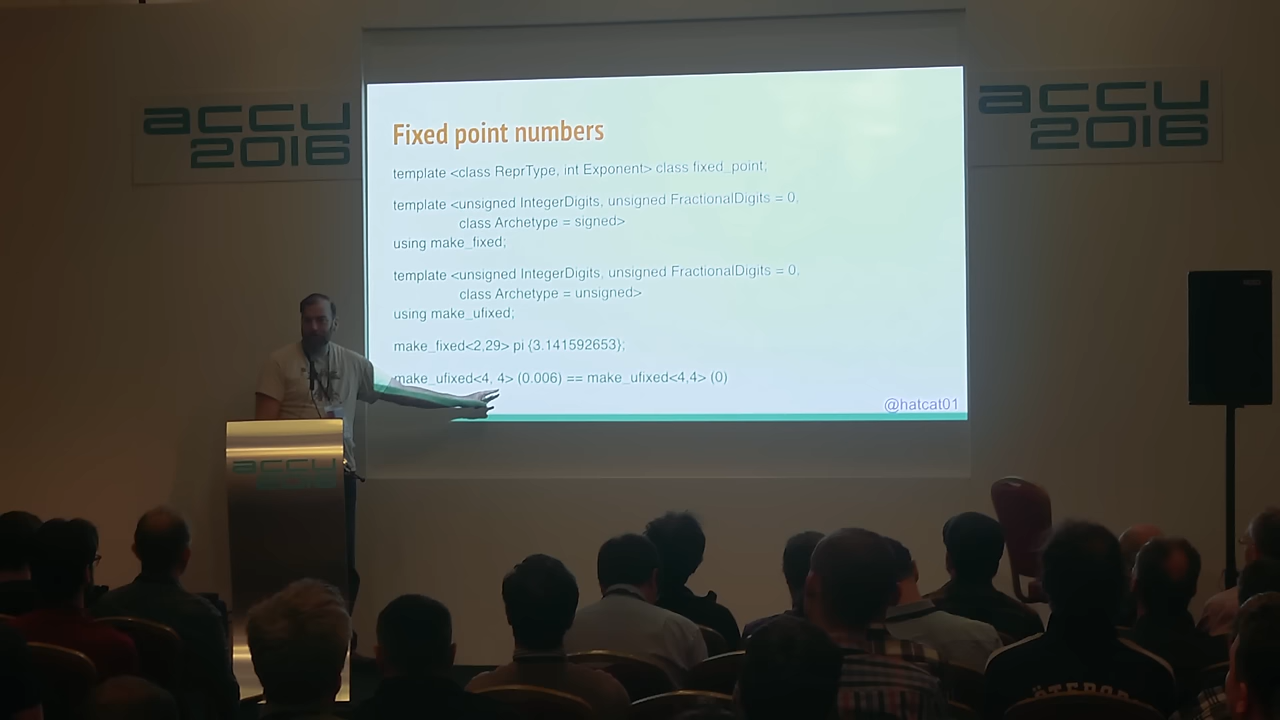 accu
2016
accu
2016
Fixed point numbers
template <class ReprType, int Exponent> class fixed_point;
template <unsigned IntegerDigits, unsigned FractionalDigits = 0,
class Archetype = signed>
using make_fixed;
template <unsigned IntegerDigits, unsigned FractionalDigits = 0,
class Archetype = unsigned>
using make_ufixed;
make_fixed<2,29> pi {3.141592653};
make_ufixed<4, 4> (0.006) == make_ufixed<4,4> (0)
@hatcat01
accu
2016